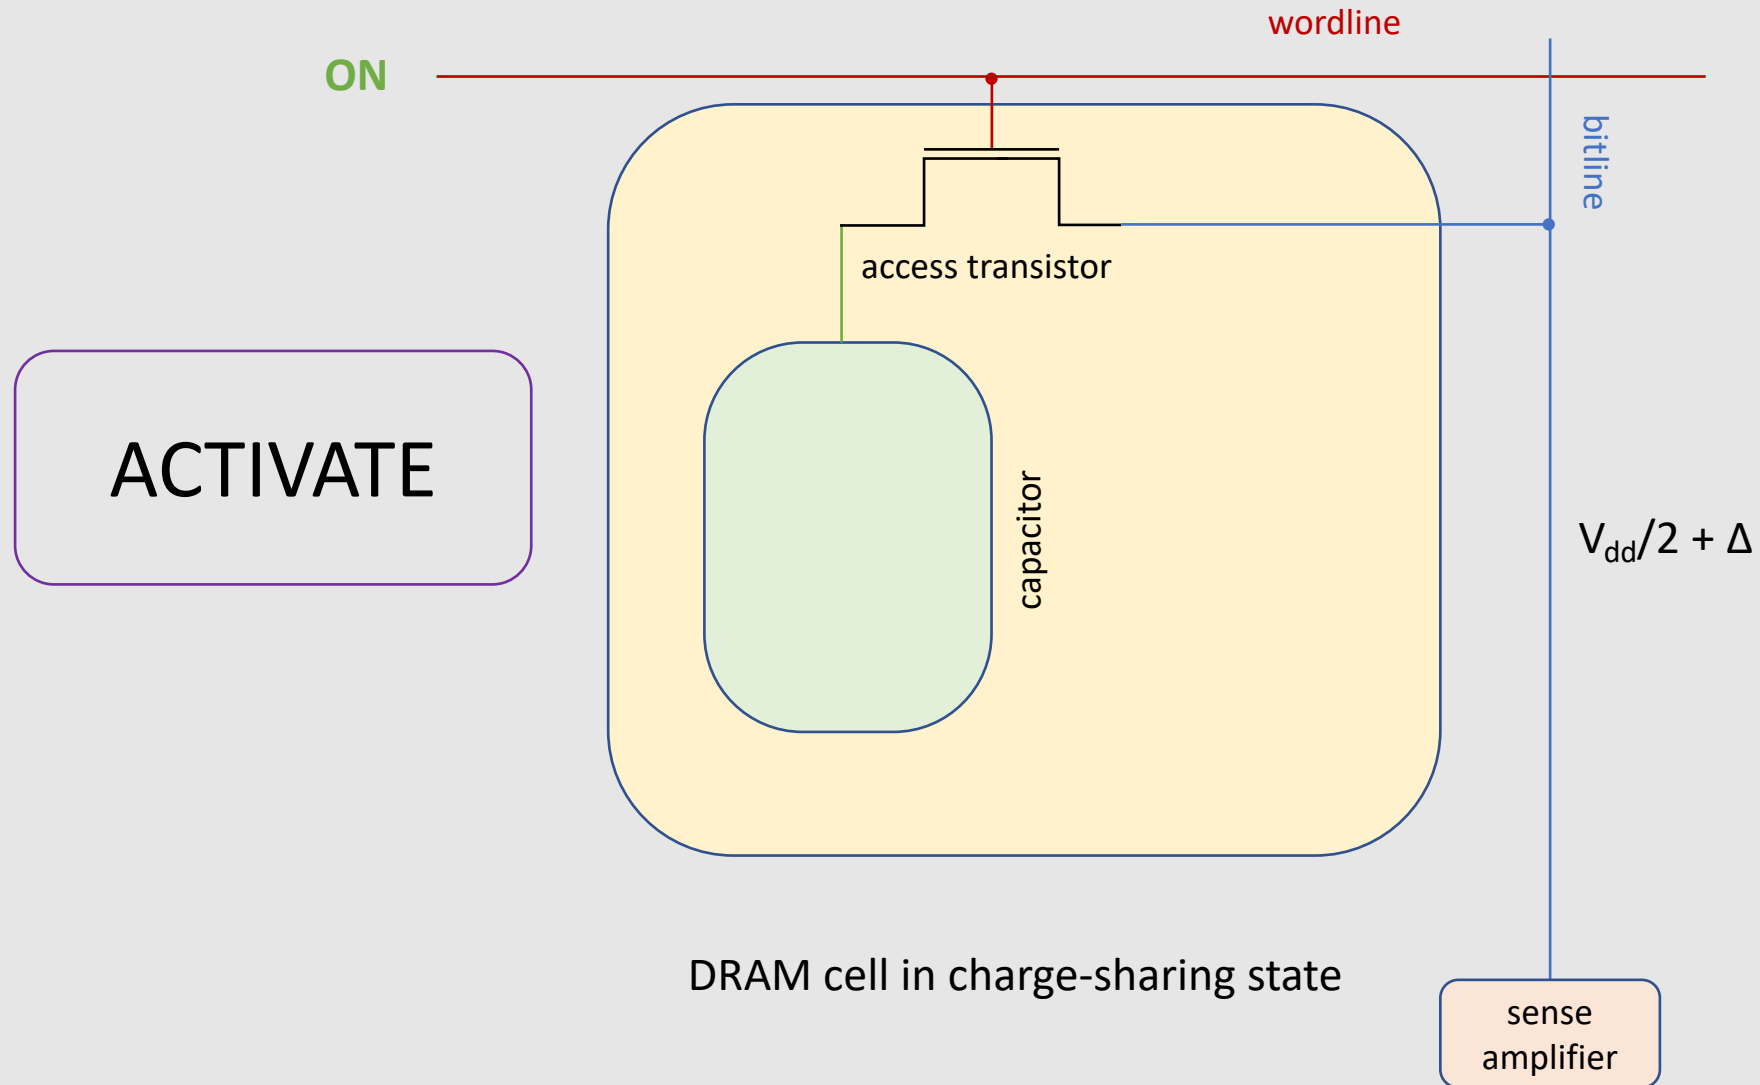 wordline
ON
bitline
access transistor
ACTIVATE
capacitor
Vdd/2 + Δ
DRAM cell in charge-sharing state
sense
amplifier